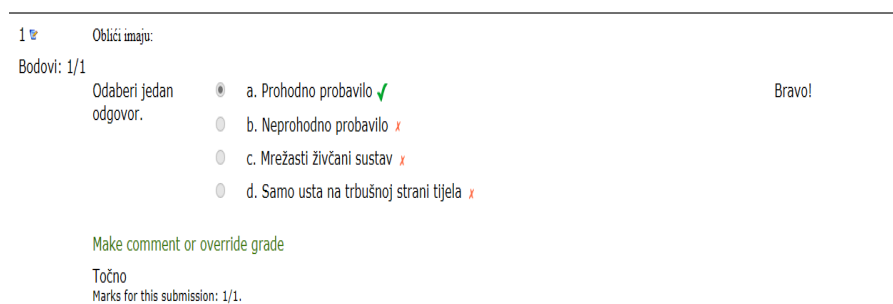 1 Oblići imaju:
Bodovi: 1/1
Odaberi jedan odgovor.
a. Prohodno probavilo ✓ Bravo!
b. Neprohodno probavilo x
c. Mrežasti živčani sustav x
d. Samo usta na trbušnoj strani tijela x
Make comment or override grade
Točno
Marks for this submission: 1/1.